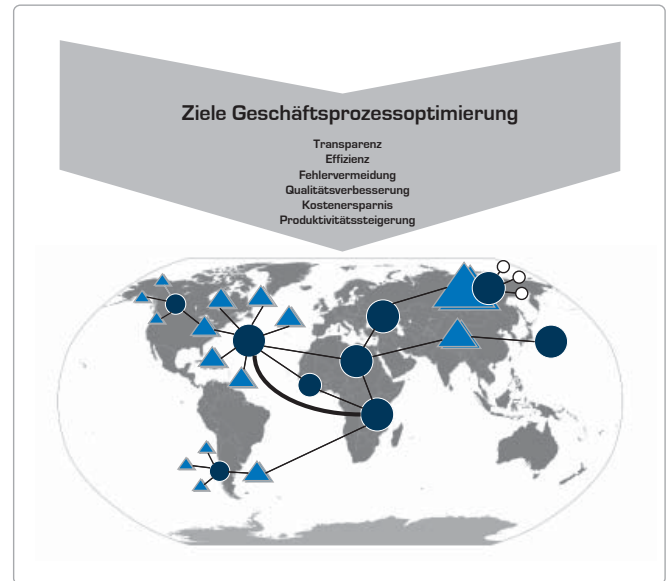 Ziele Geschäftsprozessoptimierung
Transparenz
Effizienz
Fehlervermeidung
Qualitätsverbesserung
Kostenersparnis
Produktivitätssteigerung